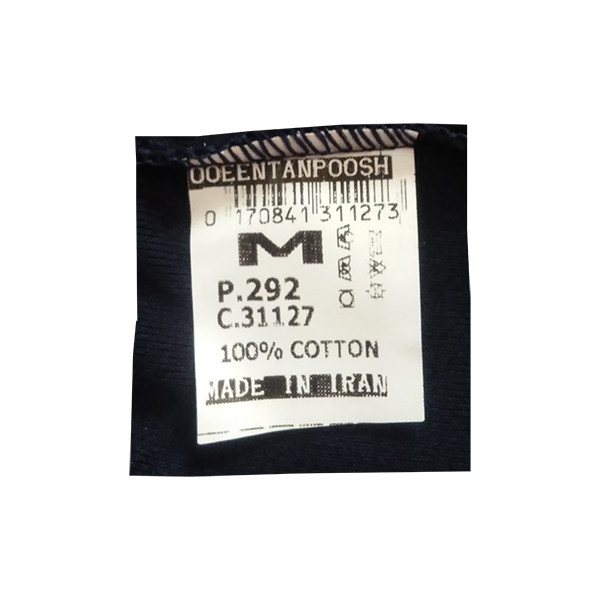 OOEENTANPOOSH
0 170841 311273
M
P.292
C.31127
100% COTTON
MADE IN IRAN